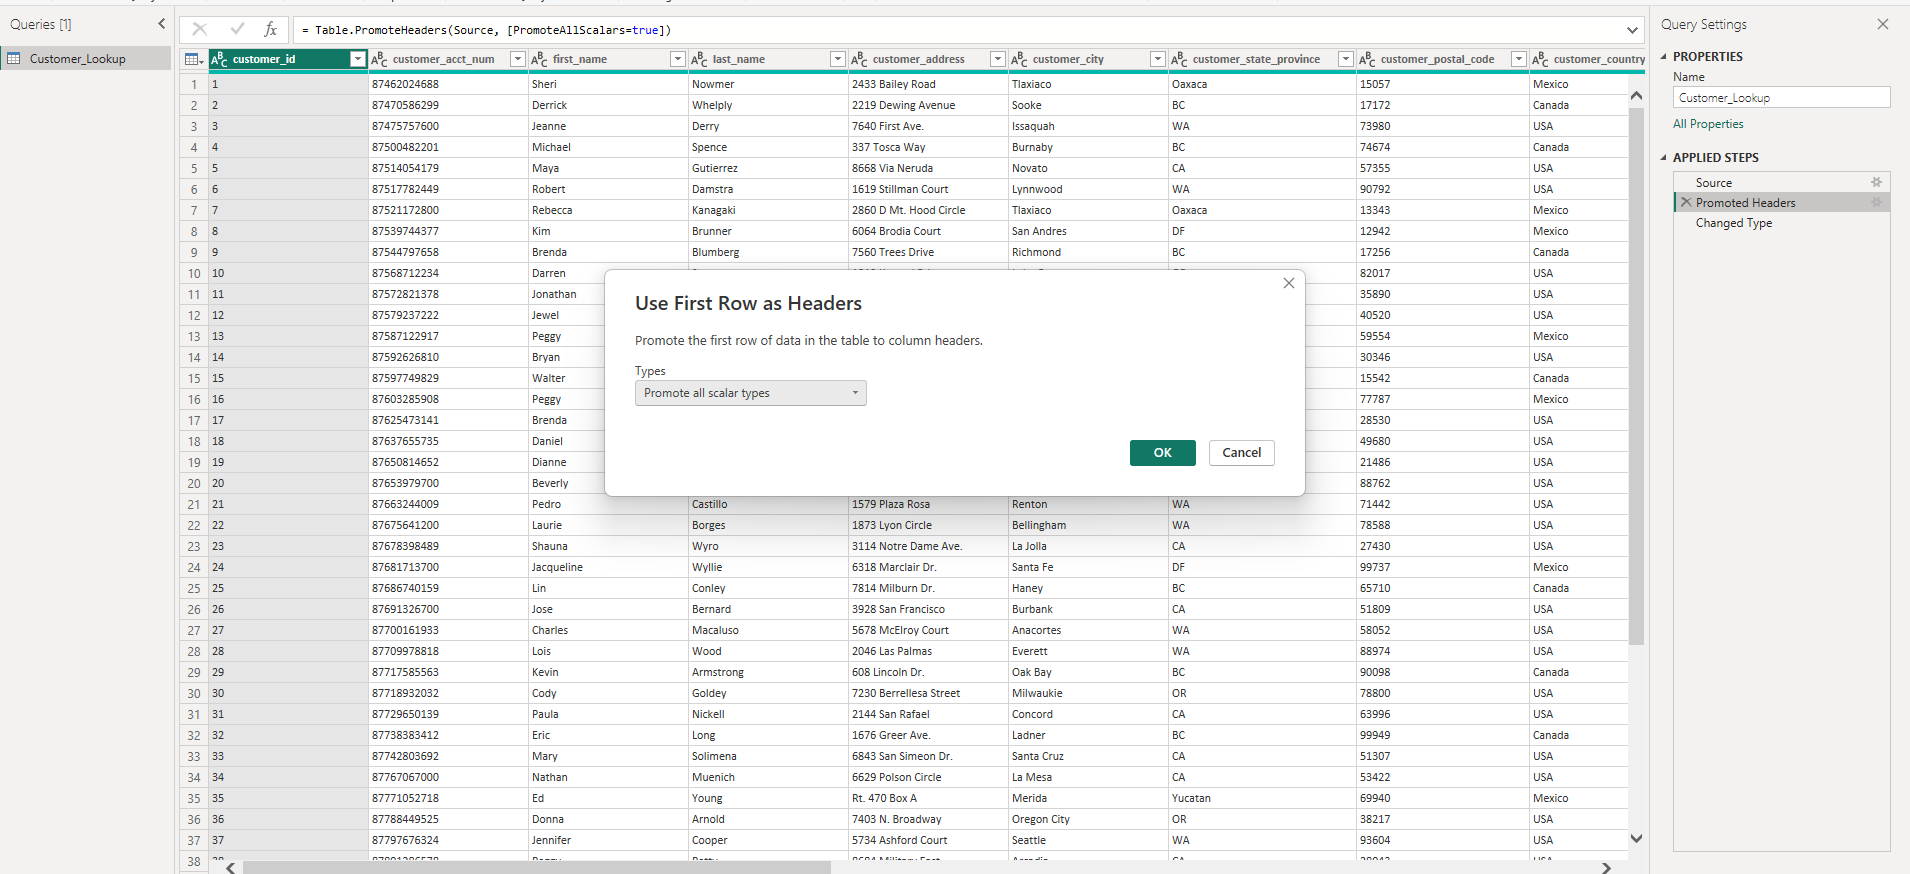 Queries [1]
Customer_Lookup
fx
= Table.PromoteHeaders(Source, [PromoteAllScalars=true])
ABC customer_id ABC customer_acct_num ABC first_name ABC last_name ABC customer_address ABC customer_city ABC customer_state_province ABC customer_postal_code ABC customer_country
1 1 87462024688 Sheri Nowmer 2433 Bailey Road Tlaxiaco Oaxaca 15057 Mexico
2 2 87470586299 Derrick Whelply 2219 Dewing Avenue Sooke BC 17172 Canada
3 3 87475757600 Jeanne Derry 7640 First Ave. Issaquah WA 73980 USA
4 4 87500482201 Michael Spence 337 Tosca Way Burnaby BC 74674 Canada
5 5 87514054179 Maya Gutierrez 8668 Via Neruda Novato CA 57355 USA
6 6 87517782449 Robert Damstra 1619 Stillman Court Lynnwood WA 90792 USA
7 7 87521172800 Rebecca Kanagaki 2860 D Mt. Hood Circle Tlaxiaco Oaxaca 13343 Mexico
8 8 87539744377 Kim Brunner 6064 Brodia Court San Andres DF 12942 Mexico
9 9 87544797658 Brenda Blumberg 7560 Trees Drive Richmond BC 17256 Canada
10 10 87568712234 Darren 82017 USA
11 11 87572821378 Jonathan 35890 USA
12 12 87579237222 Jewel 40520 USA
13 13 87587122917 Peggy 59554 Mexico
14 14 87592626810 Bryan 30346 USA
15 15 87597749829 Walter 15542 Canada
16 16 87603285908 Peggy 77787 Mexico
17 17 87625473141 Brenda 28530 USA
18 18 87637655735 Daniel 49680 USA
19 19 87650814652 Dianne 21486 USA
20 20 87653979700 Beverly 88762 USA
21 21 87663244009 Pedro Castillo 1579 Plaza Rosa Renton WA 71442 USA
22 22 87675641200 Laurie Borges 1873 Lyon Circle Bellingham WA 78588 USA
23 23 87678398489 Shauna Wyro 3114 Notre Dame Ave. La Jolla CA 27430 USA
24 24 87681713700 Jacqueline Wyllie 6318 Marclair Dr. Santa Fe DF 99737 Mexico
25 25 87686740159 Lin Conley 7814 Milburn Dr. Haney BC 65710 Canada
26 26 87691326700 Jose Bernard 3928 San Francisco Burbank CA 51809 USA
27 27 87700161933 Charles Macaluso 5678 McElroy Court Anacortes WA 58052 USA
28 28 87709978818 Lois Wood 2046 Las Palmas Everett WA 88974 USA
29 29 87717585563 Kevin Armstrong 608 Lincoln Dr. Oak Bay BC 90098 Canada
30 30 87718932032 Cody Goldey 7230 Berrellesa Street Milwaukie OR 78800 USA
31 31 87729650139 Paula Nickell 2144 San Rafael Concord CA 63996 USA
32 32 87738383412 Eric Long 1676 Greer Ave. Ladner BC 99949 Canada
33 33 87742803692 Mary Solimena 6843 San Simeon Dr. Santa Cruz CA 51307 USA
34 34 87767067000 Nathan Muenich 6629 Polson Circle La Mesa CA 53422 USA
35 35 87771052718 Ed Young Rt. 470 Box A Merida Yucatan 69940 Mexico
36 36 87788449525 Donna Arnold 7403 N. Broadway Oregon City OR 38217 USA
37 37 87797676324 Jennifer Cooper 5734 Ashford Court Seattle WA 93604 USA
38
Use First Row as Headers
Promote the first row of data in the table to column headers.
Types
Promote all scalar types
OK Cancel
Query Settings
PROPERTIES
Name
Customer_Lookup
All Properties
APPLIED STEPS
Source
Promoted Headers
Changed Type